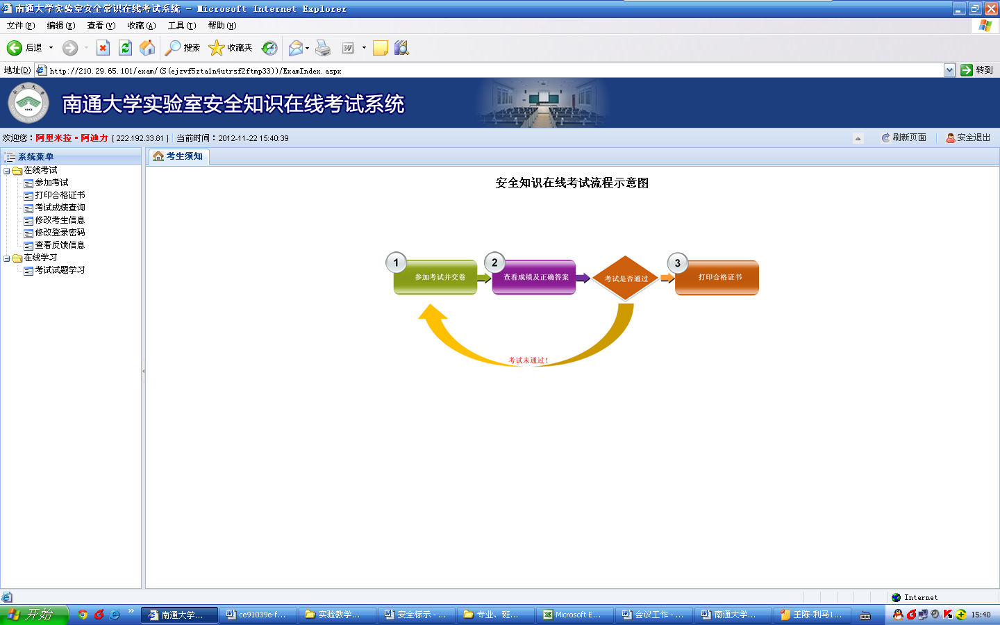 南通大学实验室安全常识在线考试系统 - Microsoft Internet Explorer
文件(F) 编辑(E) 查看(V) 收藏(A) 工具(T) 帮助(H)
后退 搜索 收藏夹
地址(D) http://210.29.65.101/exam/(S(ejzvf5zta1n4utrsf2ftmp33))/ExamIndex.aspx 转到
南通大学实验室安全知识在线考试系统
欢迎您：阿里米拉·阿迪力 [ 222.192.33.81 ] 当前时间：2012-11-22 15:40:39 刷新页面 安全退出
系统菜单
在线考试
参加考试
打印合格证书
考试成绩查询
修改考生信息
修改登录密码
查看反馈信息
在线学习
考试试题学习
考生须知
安全知识在线考试流程示意图
1 参加考试并交卷
2 查看成绩及正确答案
考试是否通过
3 打印合格证书
考试未通过!
Internet
开始 南通大学... ce91039e-f... 实验教学... 安全标示 - ... 专业、班... Microsoft E... 会议工作 - ... 南通大学... 王陈-利马1... 15:40